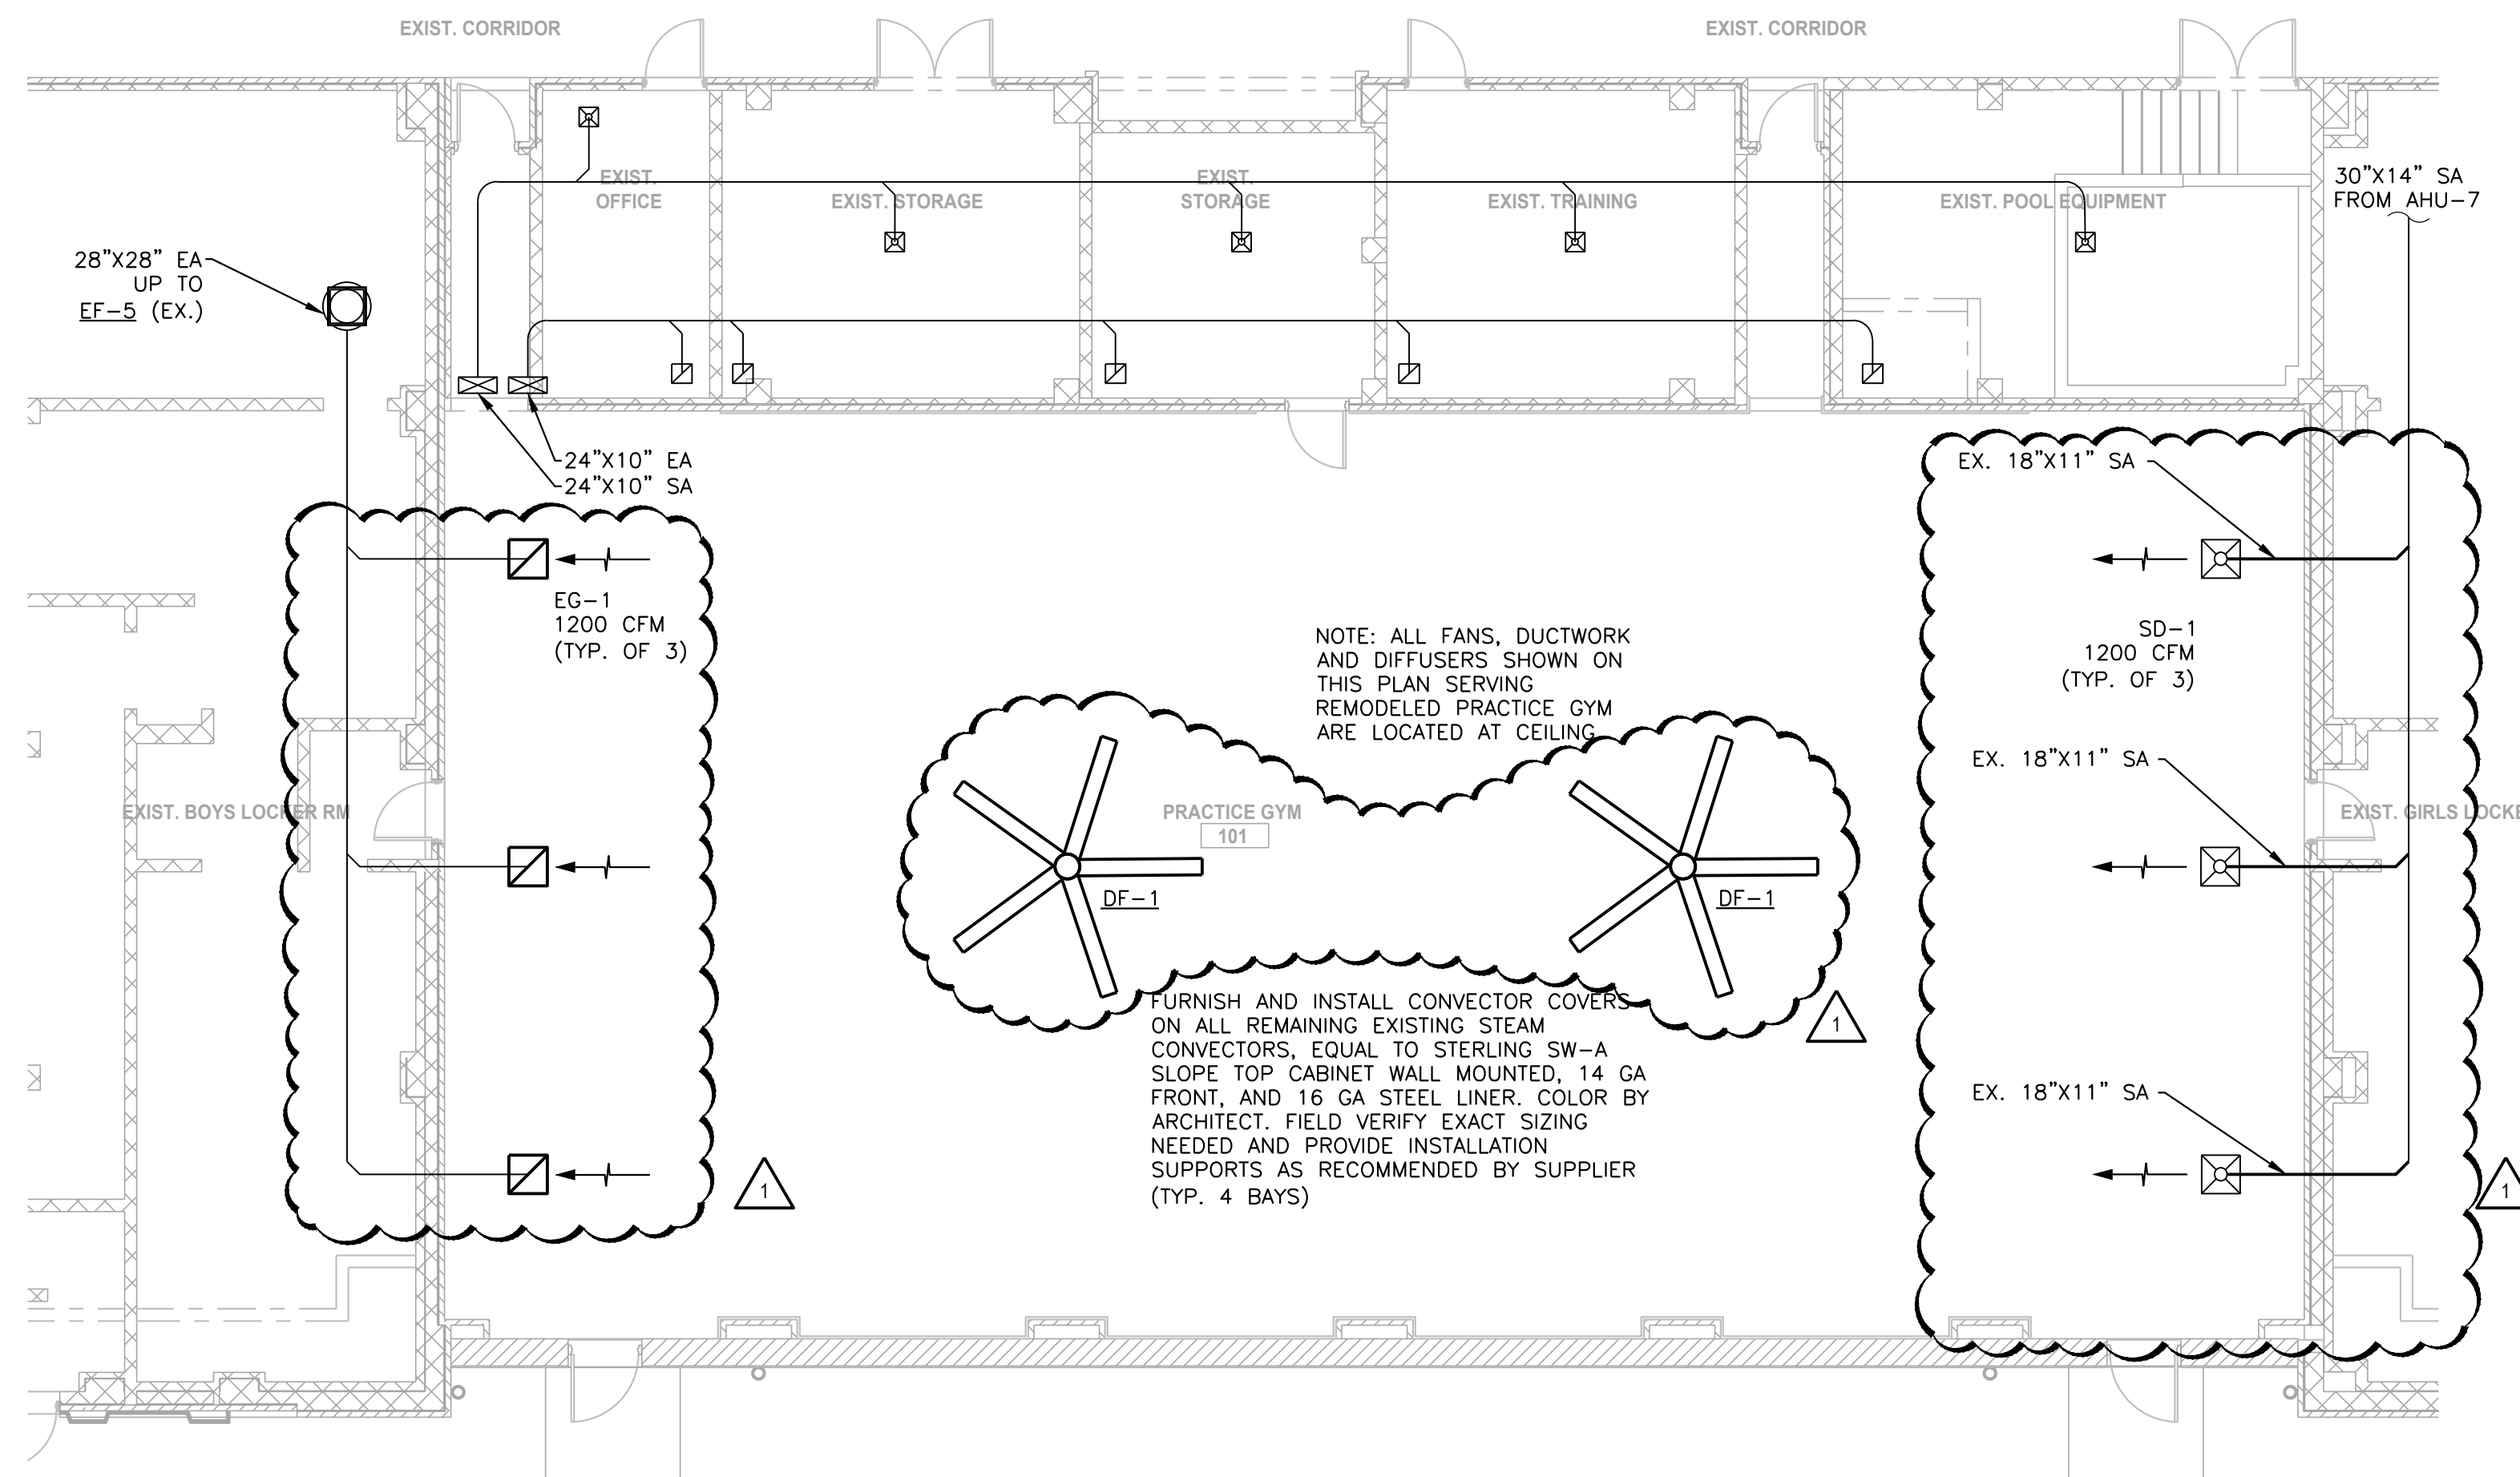 EXIST. CORRIDOR
EXIST. CORRIDOR
EXIST.
OFFICE
EXIST. STORAGE
EXIST.
STORAGE
EXIST. TRAINING
EXIST. POOL EQUIPMENT
30"X14" SA
FROM AHU-7
28"X28" EA
UP TO
EF-5 (EX.)
24"X10" EA
24"X10" SA
EX. 18"X11" SA
EG-1
1200 CFM
(TYP. OF 3)
NOTE: ALL FANS, DUCTWORK
AND DIFFUSERS SHOWN ON
THIS PLAN SERVING
REMODELED PRACTICE GYM
ARE LOCATED AT CEILING
SD-1
1200 CFM
(TYP. OF 3)
EX. 18"X11" SA
EXIST. BOYS LOCKER RM
PRACTICE GYM
101
EXIST. GIRLS LOCKE
DF-1
DF-1
FURNISH AND INSTALL CONVECTOR COVERS
ON ALL REMAINING EXISTING STEAM
CONVECTORS, EQUAL TO STERLING SW-A
SLOPE TOP CABINET WALL MOUNTED, 14 GA
FRONT, AND 16 GA STEEL LINER. COLOR BY
ARCHITECT. FIELD VERIFY EXACT SIZING
NEEDED AND PROVIDE INSTALLATION
SUPPORTS AS RECOMMENDED BY SUPPLIER
(TYP. 4 BAYS)
1
EX. 18"X11" SA
1
1